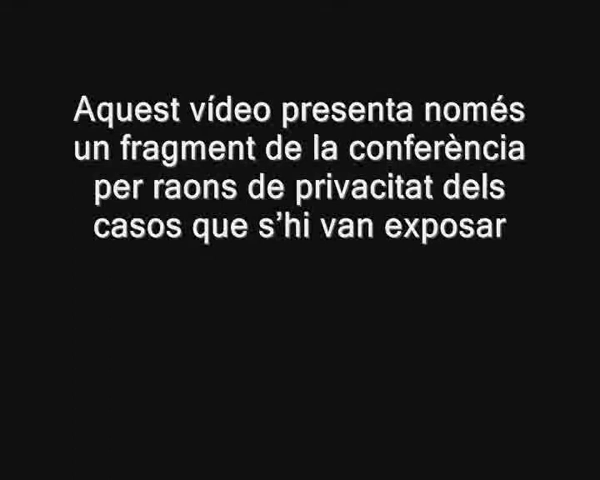 Aquest vídeo presenta només
un fragment de la conferència
per raons de privacitat dels
casos que s'hi van exposar